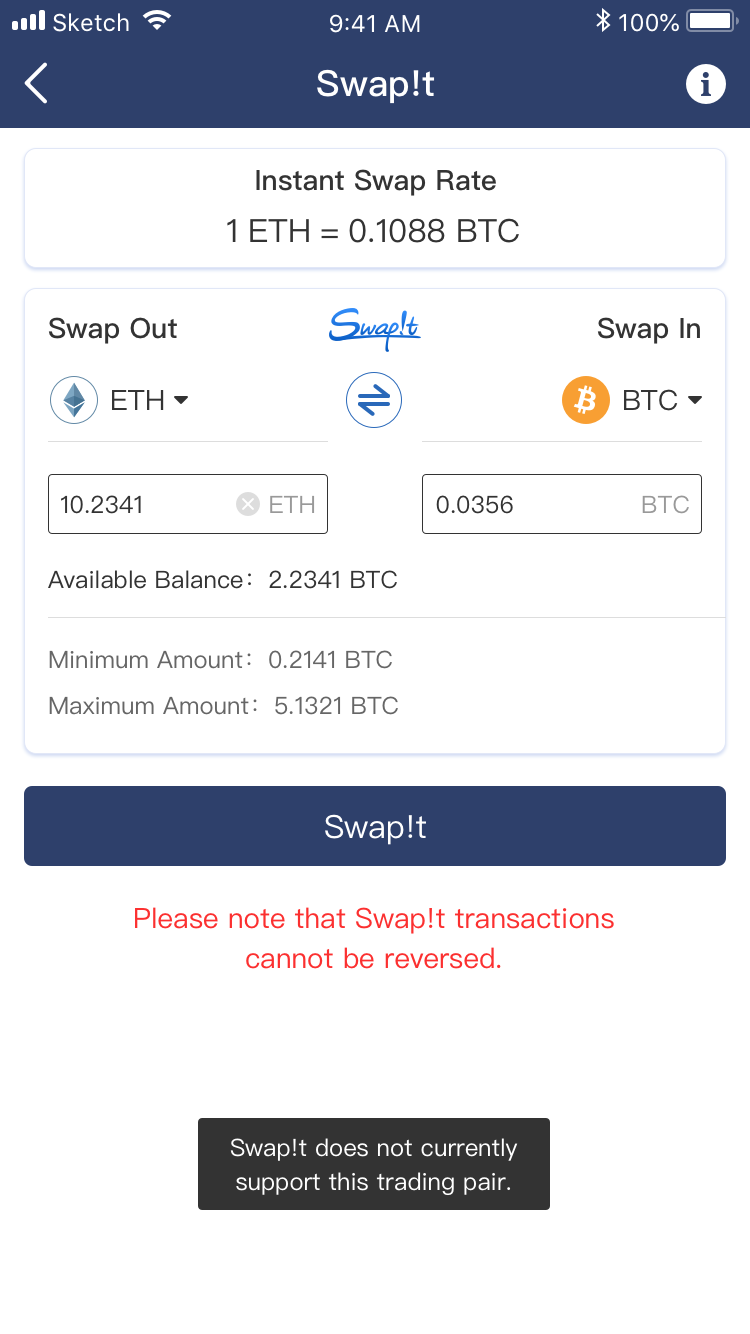 Sketch 9:41 AM 100%
Swap!t
Instant Swap Rate
1 ETH = 0.1088 BTC
Swap Out Swap!t Swap In
ETH BTC
10.2341 ETH 0.0356 BTC
Available Balance： 2.2341 BTC
Minimum Amount： 0.2141 BTC
Maximum Amount： 5.1321 BTC
Swap!t
Please note that Swap!t transactions
cannot be reversed.
Swap!t does not currently
support this trading pair.